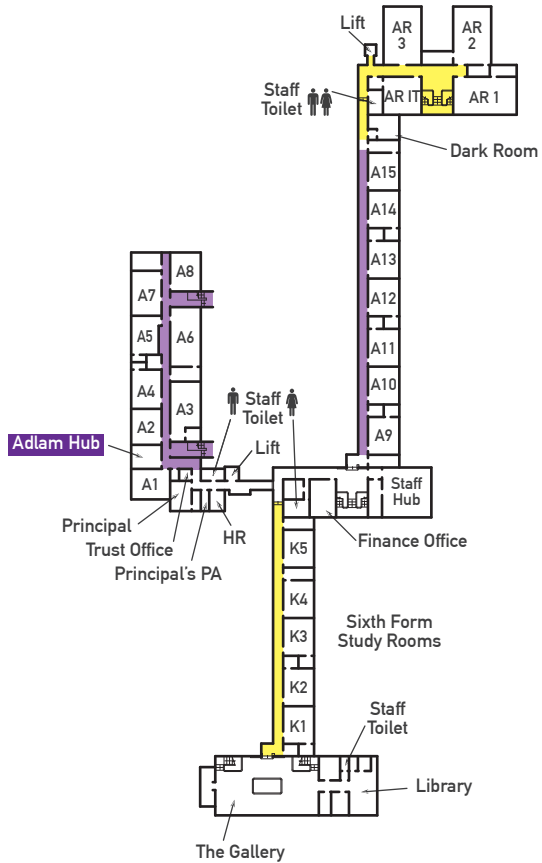 Lift
AR
3
AR
2
Staff
Toilet
AR IT
AR 1
Dark Room
A15
A14
A13
A12
A11
A10
A9
A8
A7
A6
A5
A4
A3
A2
Adlam Hub
A1
Staff
Toilet
Lift
Principal
Trust Office
Principal's PA
HR
Staff
Hub
Finance Office
K5
K4
K3
K2
K1
Sixth Form
Study Rooms
Staff
Toilet
Library
The Gallery